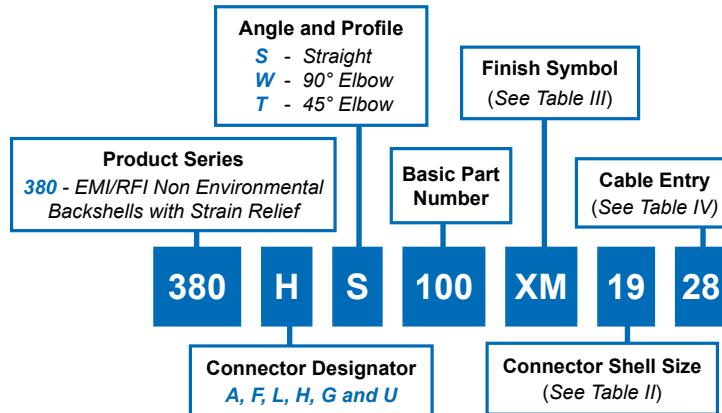 Angle and Profile
S - Straight
W - 90° Elbow
T - 45° Elbow
Finish Symbol
(See Table III)
Product Series
380 - EMI/RFI Non Environmental
Backshells with Strain Relief
Basic Part
Number
Cable Entry
(See Table IV)
380 H S 100 XM 19 28
Connector Designator
A, F, L, H, G and U
Connector Shell Size
(See Table II)